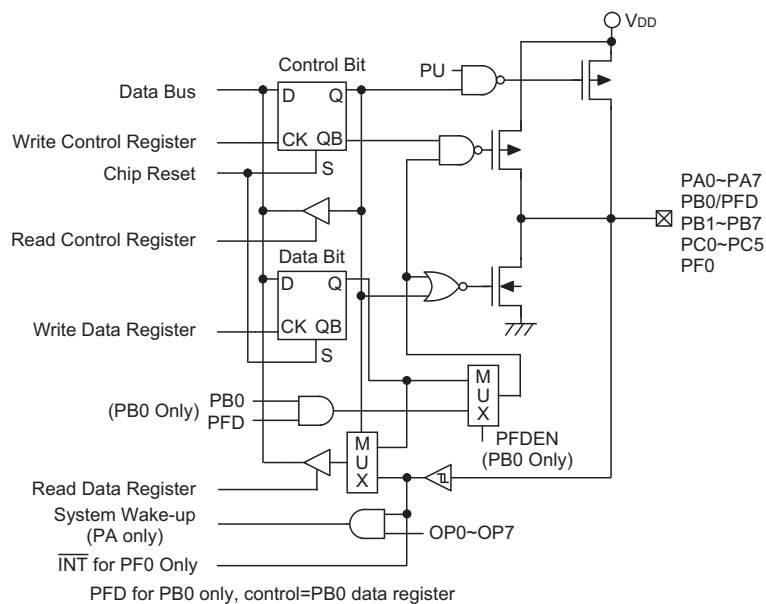 VDD
Control Bit
PU
Data Bus
D Q
Write Control Register
CK QB
Chip Reset
S
PA0~PA7
PB0/PFD
PB1~PB7
PC0~PC5
PF0
Read Control Register
Data Bit
D Q
Write Data Register
CK QB
S
M
U
X
(PB0 Only)
PB0
PFD
PFDEN
(PB0 Only)
M
U
X
Read Data Register
System Wake-up
(PA only)
OP0~OP7
INT for PF0 Only
PFD for PB0 only, control=PB0 data register